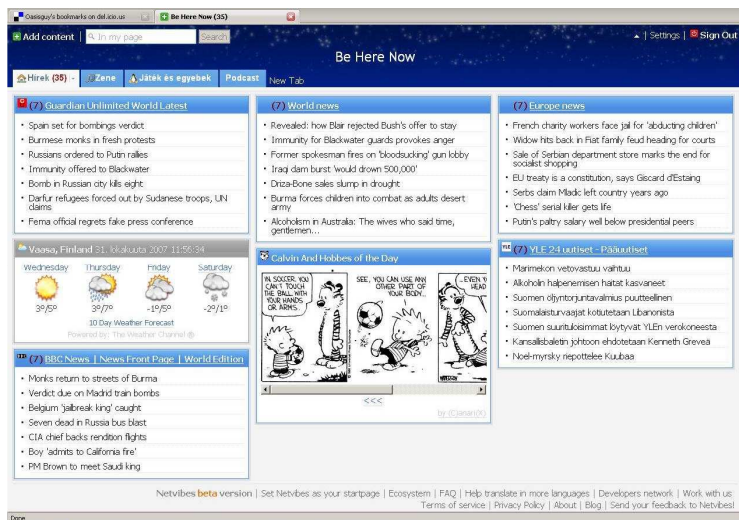 Oasisguy's bookmarks on del.icio.us
Be Here Now (35)
Add content | In my page Search
▲ | Settings | Sign Out
Be Here Now
Hírek (35)
Zene
Játék és egyebek
Podcast
New Tab
(7) Guardian Unlimited World Latest
• Spain set for bombings verdict
• Burmese monks in fresh protests
• Russians ordered to Putin rallies
• Immunity offered to Blackwater
• Bomb in Russian city kills eight
• Darfur refugees forced out by Sudanese troops, UN
claims
• Fema official regrets fake press conference
Vaasa, Finland 31. lokakuuta 2007 11:56:34
Wednesday Thursday Friday Saturday
3°/5° 3°/7° -1°/5° -2°/1°
10 Day Weather Forecast
Powered by: The Weather Channel ®
(7) BBC News | News Front Page | World Edition
• Monks return to streets of Burma
• Verdict due on Madrid train bombs
• Belgium 'jailbreak king' caught
• Seven dead in Russia bus blast
• CIA chief backs rendition flights
• Boy 'admits to California fire'
• PM Brown to meet Saudi king
(7) World news
• Revealed: how Blair rejected Bush's offer to stay
• Immunity for Blackwater guards provokes anger
• Former spokesman fires on 'bloodsucking' gun lobby
• Iraqi dam burst 'would drown 500,000'
• Driza-Bone sales slump in drought
• Burma forces children into combat as adults desert
army
• Alcoholism in Australia: The wives who said time,
gentlemen...
Calvin And Hobbes of the Day
IN SOCCER, YOU
CAN'T TOUCH
THE BALL WITH
YOUR HANDS
OR ARMS.
SEE, YOU CAN USE ANY
OTHER PART OF
YOUR BODY...
...EVEN
HEAD
<<<
(7) Europe news
• French charity workers face jail for 'abducting children'
• Widow hits back in Fiat family feud heading for courts
• Sale of Serbian department store marks the end for
socialist shopping
• EU treaty is a constitution, says Giscard d'Estaing
• Serbs claim Mladic left country years ago
• 'Chess' serial killer gets life
• Putin's paltry salary well below presidential peers
YLE (7) YLE 24 uutiset - Pääuutiset
• Marimekon vetovastuu vaihtuu
• Alkoholin halpenemisen haitat kasvaneet
• Suomen öljyntorjuntavalmius puutteellinen
• Suomalaisturvaajat kotiutetaan Libanonista
• Suomen suurituloisimmat löytyvät YLEn verokoneesta
• Kansallisbaletin johtoon ehdotetaan Kenneth Greveä
• Noel-myrsky riepottelee Kuubaa
Netvibes beta version | Set Netvibes as your startpage | Ecosystem | FAQ | Help translate in more languages | Developers network | Work with us
Terms of service | Privacy Policy | About | Blog | Send your feedback to Netvibes!
Done